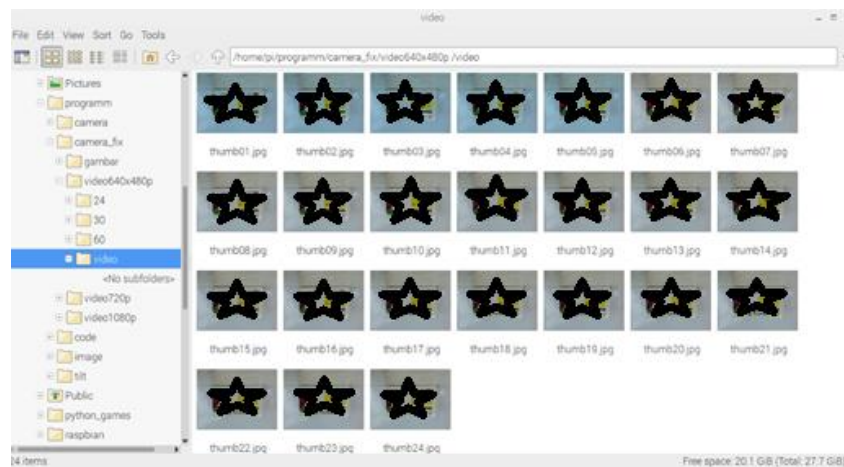 video
File Edit View Sort Go Tools
/home/pi/programm/camera_fix/video640x480p /video
Pictures
programm
camera
camera_fix
gambar
video640x480p
24
30
60
video
<No subfolders>
video720p
video1080p
code
image
tilt
Public
python_games
raspbian
thumb01.jpg thumb02.jpg thumb03.jpg thumb04.jpg thumb05.jpg thumb06.jpg thumb07.jpg
thumb08.jpg thumb09.jpg thumb10.jpg thumb11.jpg thumb12.jpg thumb13.jpg thumb14.jpg
thumb15.jpg thumb16.jpg thumb17.jpg thumb18.jpg thumb19.jpg thumb20.jpg thumb21.jpg
thumb22.jpg thumb23.jpg thumb24.jpg
24 items
Free space: 20.1 GiB (Total: 27.7 GiB)